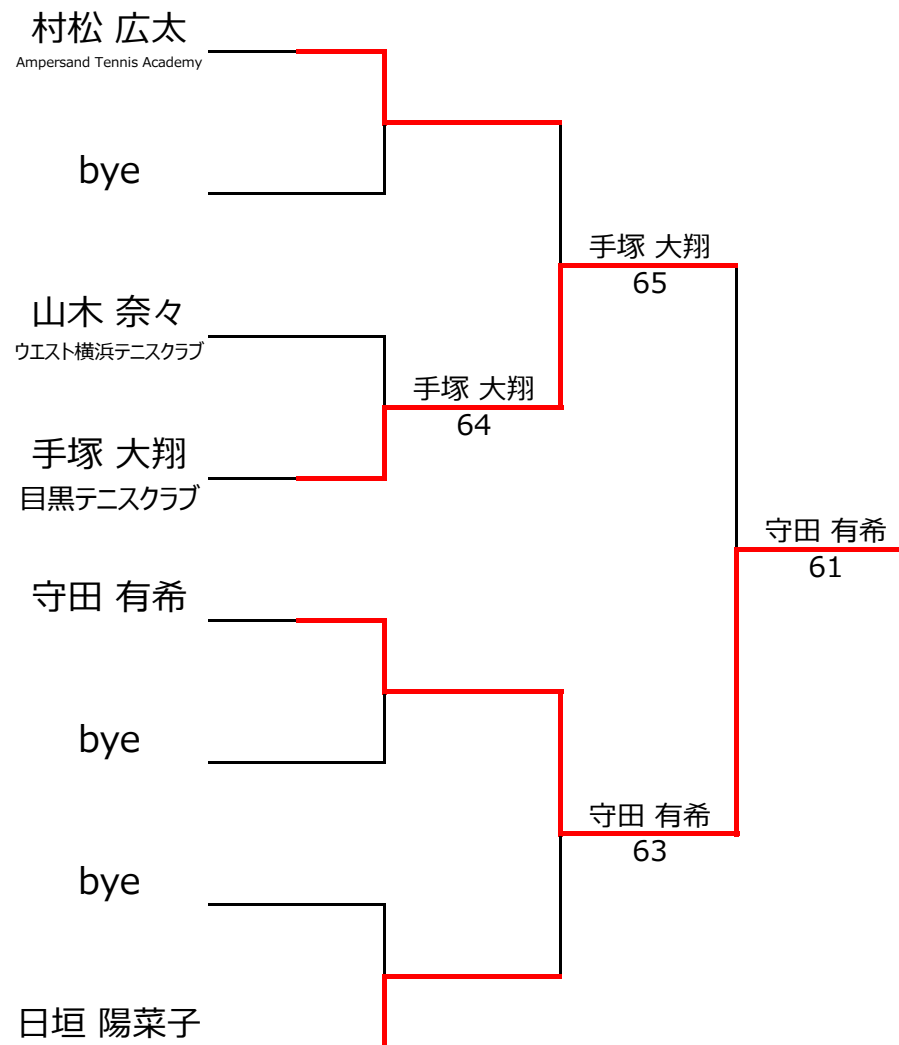 村松 広太
Ampersand Tennis Academy
bye
手塚 大翔
65
山木 奈々
ウエスト横浜テニスクラブ
手塚 大翔
64
手塚 大翔
目黒テニスクラブ
守田 有希
61
守田 有希
bye
守田 有希
63
bye
日垣 陽菜子